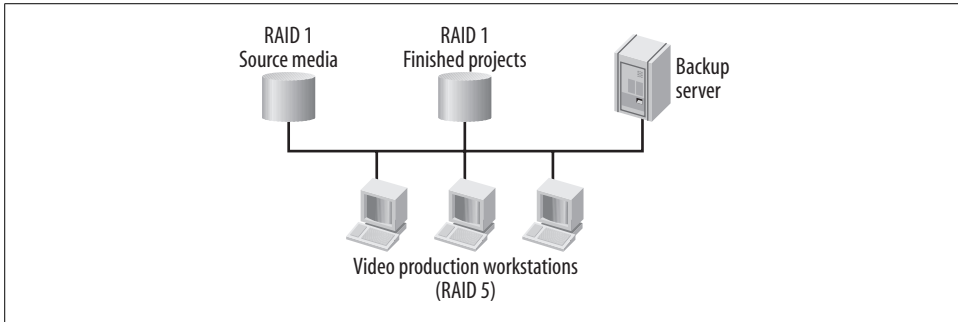 RAID 1
Source media
RAID 1
Finished projects
Backup
server
Video production workstations
(RAID 5)